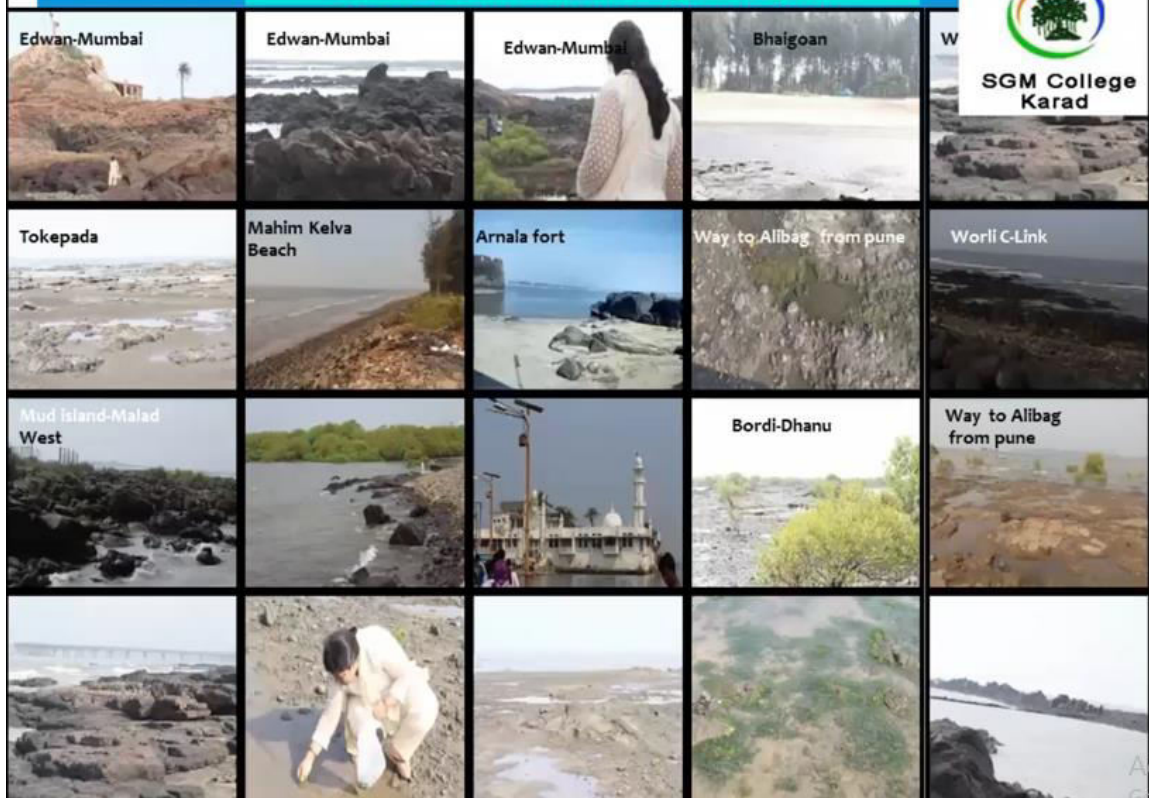 Edwan-Mumbai
Edwan-Mumbai
Edwan-Mumbai
Bhaigoan
SGM College
Karad
Tokepada
Mahim Kelva
Beach
Arnala fort
Way to Alibag from pune
Worli C-Link
Mud island-Malad
West
Bordi-Dhanu
Way to Alibag
from pune